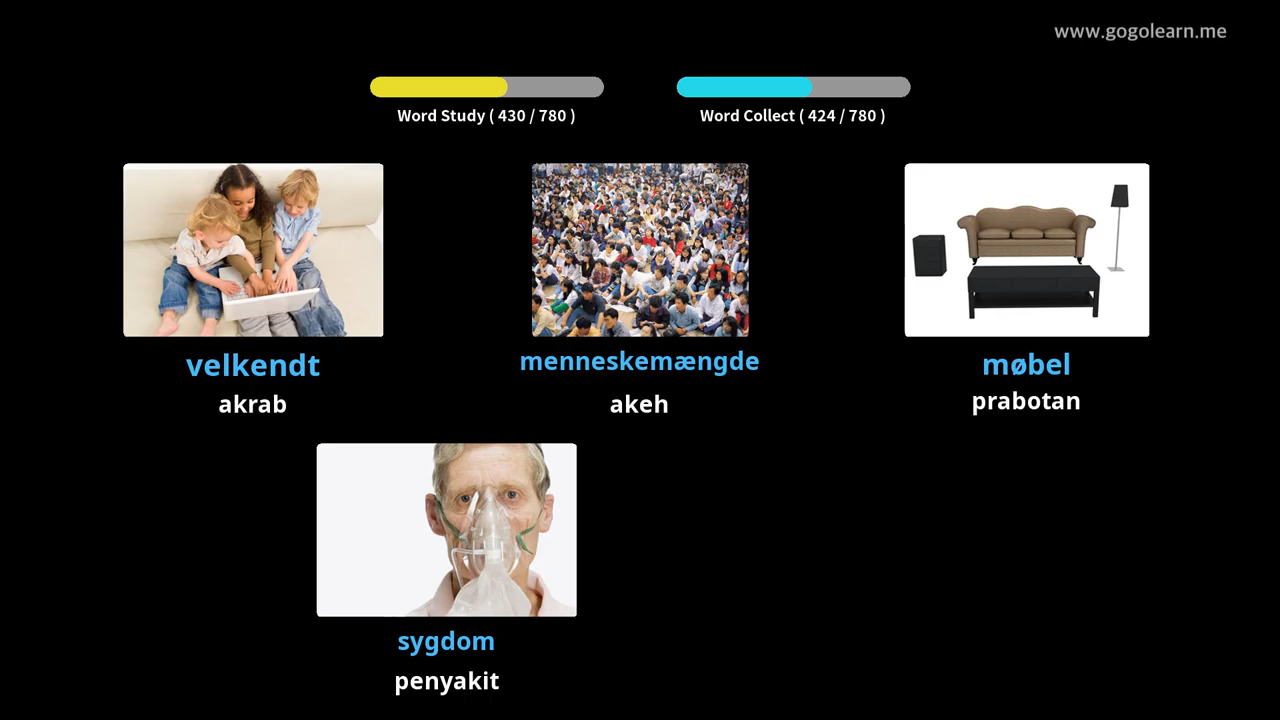 www.gogolearn.me
Word Study ( 430 / 780 )
Word Collect ( 424 / 780 )
velkendt
akrab
menneskemængde
akeh
møbel
prabotan
sygdom
penyakit